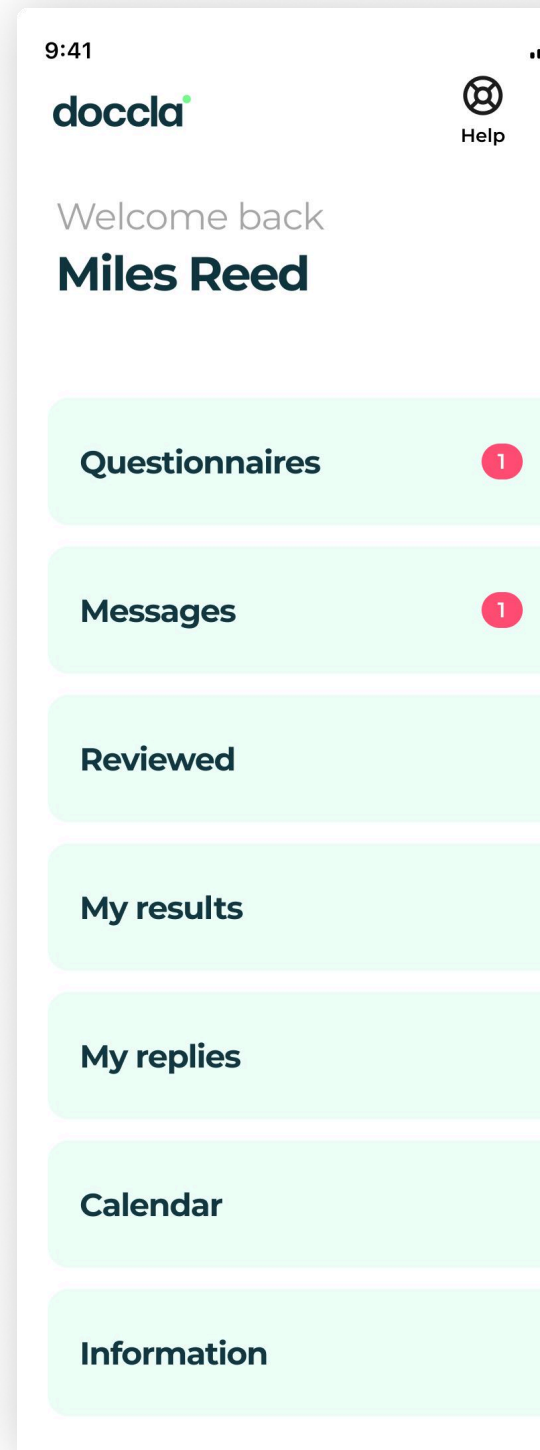 9:41
doccla
Help
Welcome back
Miles Reed
Questionnaires 1
Messages 1
Reviewed
My results
My replies
Calendar
Information